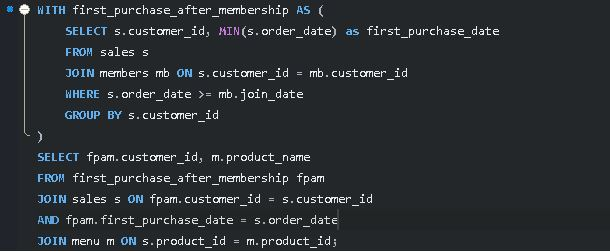 WITH first_purchase_after_membership AS (
SELECT s.customer_id, MIN(s.order_date) as first_purchase_date
FROM sales s
JOIN members mb ON s.customer_id = mb.customer_id
WHERE s.order_date >= mb.join_date
GROUP BY s.customer_id
)
SELECT fpam.customer_id, m.product_name
FROM first_purchase_after_membership fpam
JOIN sales s ON fpam.customer_id = s.customer_id
AND fpam.first_purchase_date = s.order_date
JOIN menu m ON s.product_id = m.product_id;